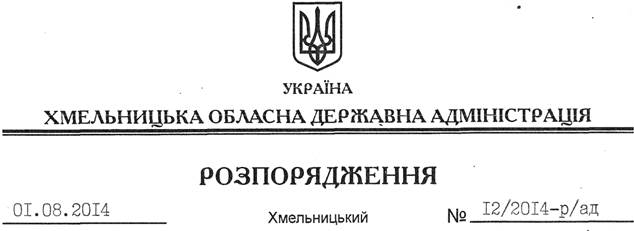 УКРАЇНА
ХМЕЛЬНИЦЬКА ОБЛАСНА ДЕРЖАВНА АДМІНІСТРАЦІЯ
РОЗПОРЯДЖЕННЯ
01.08.2014 Хмельницький № 12/2014-р/ад